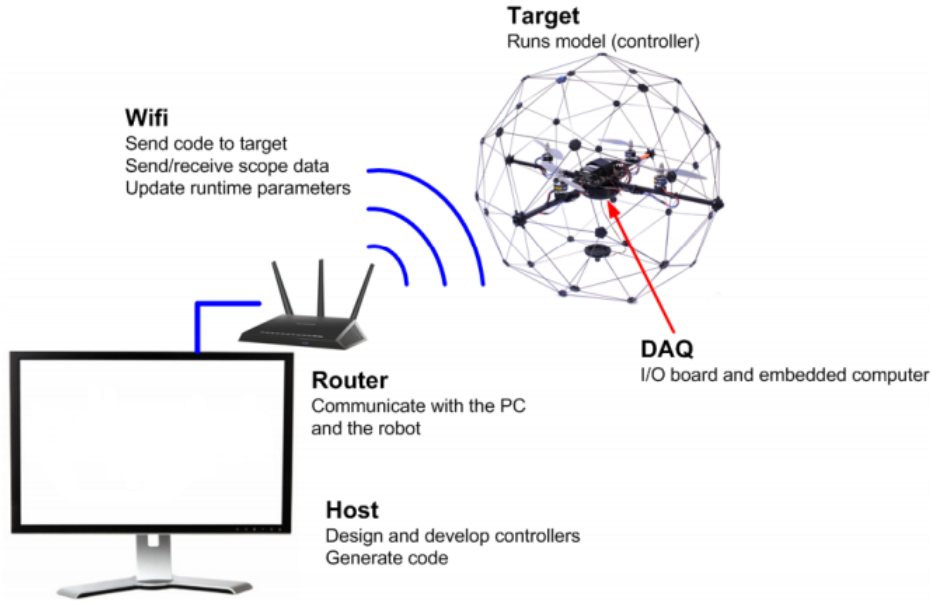 Target
Runs model (controller)
Wifi
Send code to target
Send/receive scope data
Update runtime parameters
DAQ
I/O board and embedded computer
Router
Communicate with the PC
and the robot
Host
Design and develop controllers
Generate code